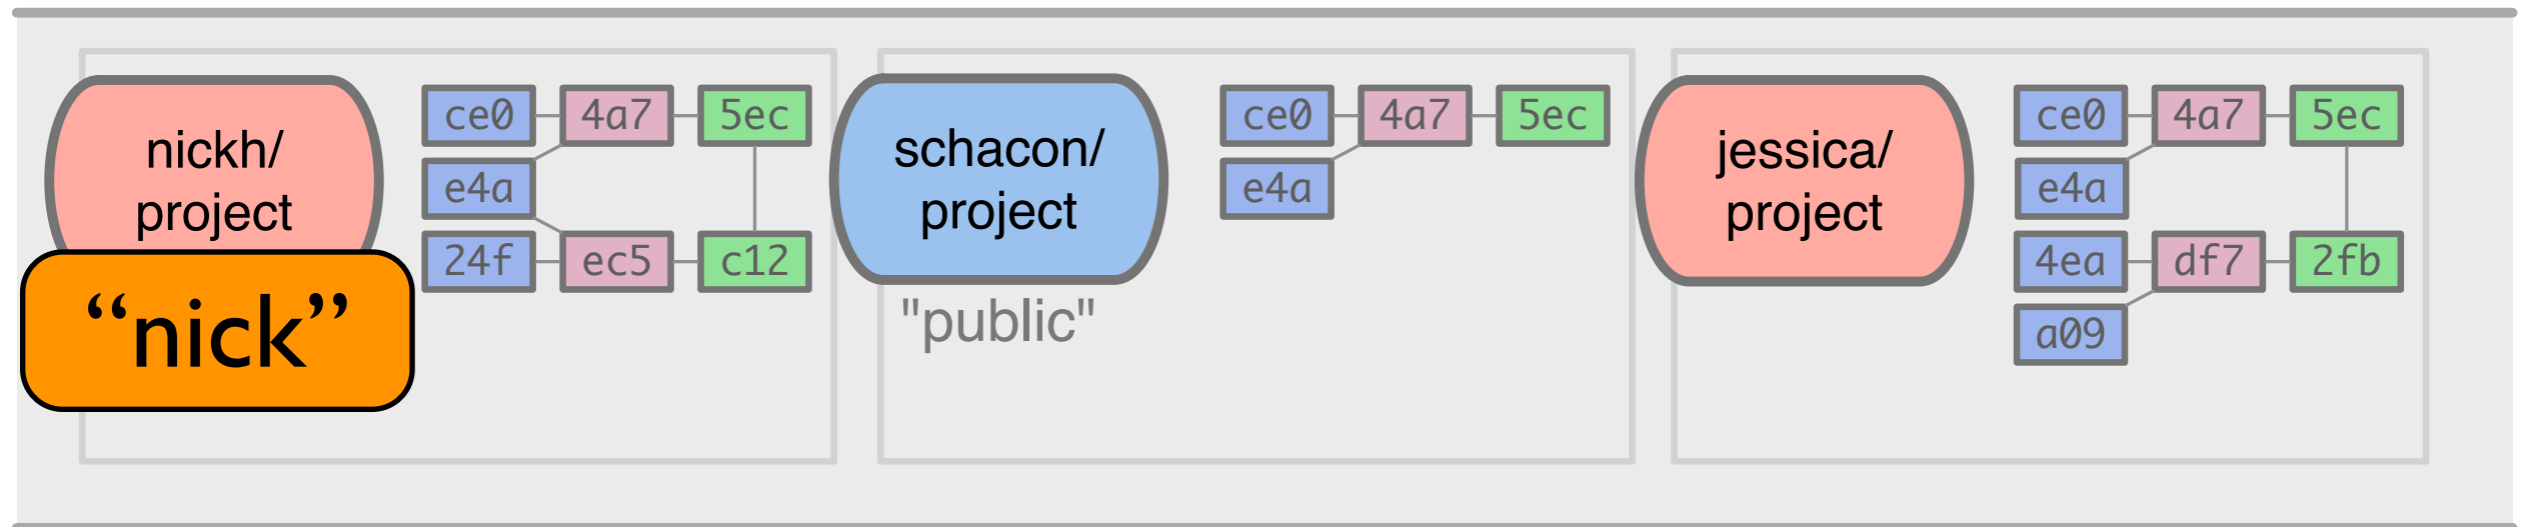 nickh/
project
“nick”
ce0 4a7 5ec
e4a
24f ec5 c12
schacon/
project
"public"
ce0 4a7 5ec
e4a
jessica/
project
ce0 4a7 5ec
e4a
4ea df7 2fb
a09